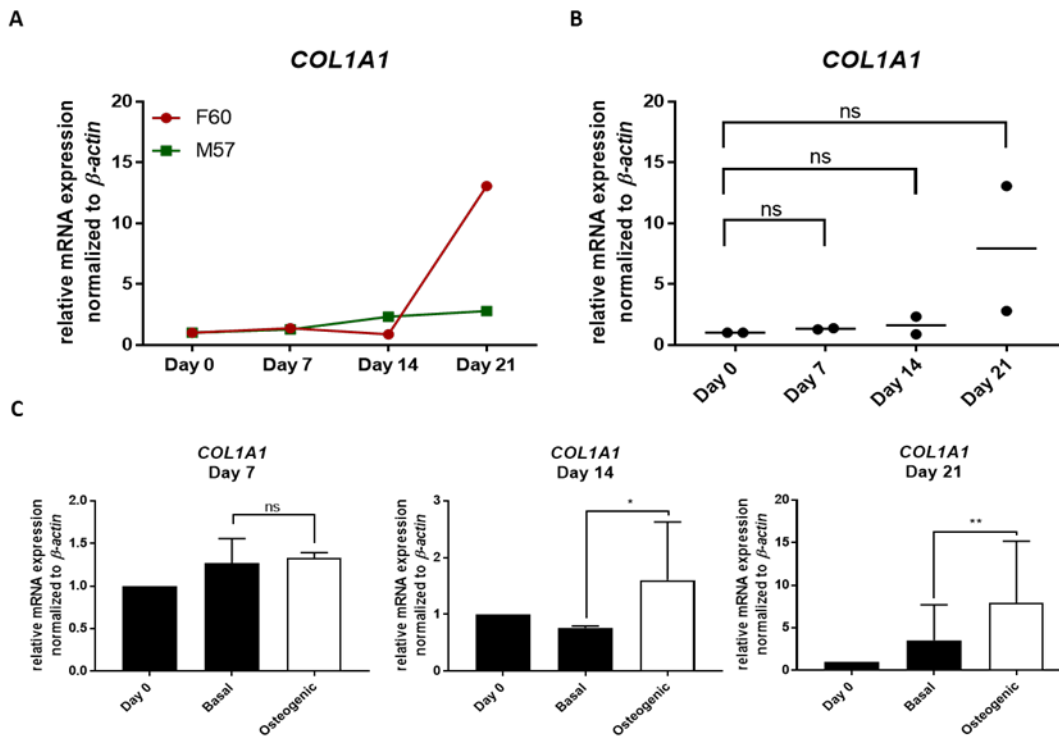 A
COL1A1
relative mRNA expression
normalized to β-actin
20
15
10
5
0
F60
M57
Day 0
Day 7
Day 14
Day 21
B
COL1A1
relative mRNA expression
normalized to β-actin
20
15
10
5
0
ns
ns
ns
Day 0
Day 7
Day 14
Day 21
C
COL1A1
Day 7
relative mRNA expression
normalized to β-actin
2.0
1.5
1.0
0.5
0.0
ns
Day 0
Basal
Osteogenic
COL1A1
Day 14
relative mRNA expression
normalized to β-actin
3
2
1
0
*
Day 0
Basal
Osteogenic
COL1A1
Day 21
relative mRNA expression
normalized to β-actin
20
15
10
5
0
**
Day 0
Basal
Osteogenic